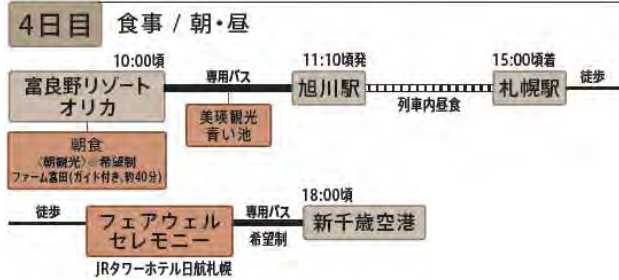 4日目 食事 / 朝・昼
10:00頃
富良野リゾート
オリカ
専用バス
美瑛観光
青い池
11:10頃発
旭川駅
列車内昼食
15:00頃着
札幌駅
徒歩
朝食
〈朝観光〉※希望制
ファーム富田(ガイド付き、約40分)
徒歩
フェアウェル
セレモニー
JRタワーホテル日航札幌
専用バス
希望制
18:00頃
新千歳空港